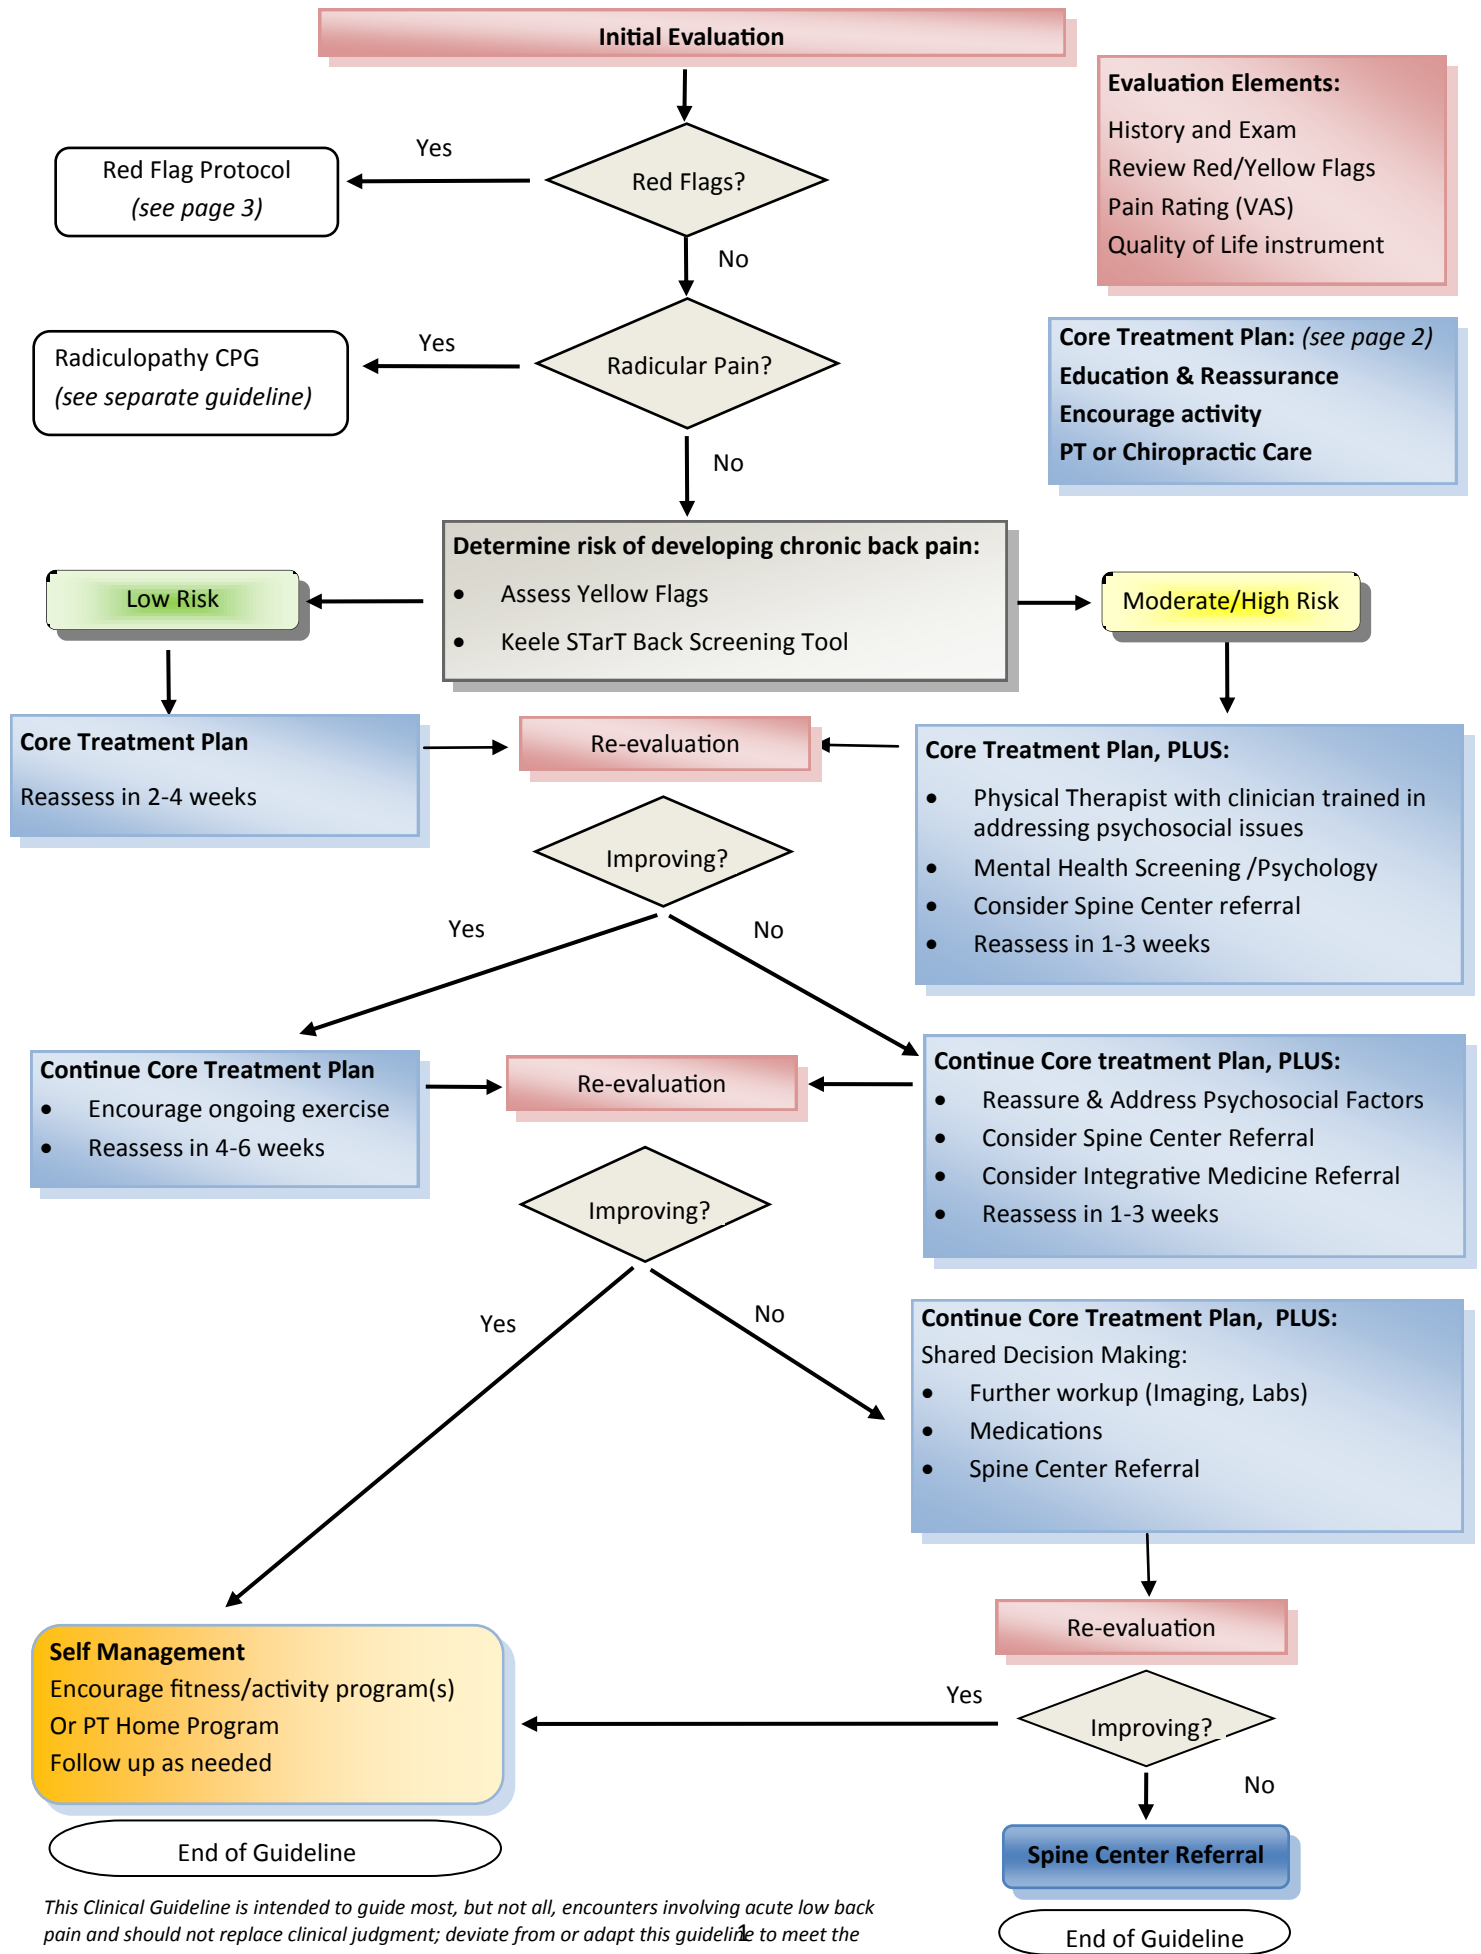 Initial Evaluation
Evaluation Elements:
History and Exam
Review Red/Yellow Flags
Pain Rating (VAS)
Quality of Life instrument
Yes
Red Flag Protocol
(see page 3)
Red Flags?
No
Core Treatment Plan: (see page 2)
Education & Reassurance
Encourage activity
PT or Chiropractic Care
Yes
Radiculopathy CPG
(see separate guideline)
Radicular Pain?
No
Determine risk of developing chronic back pain:
• Assess Yellow Flags
• Keele STarT Back Screening Tool
Low Risk
Moderate/High Risk
Core Treatment Plan
Reassess in 2-4 weeks
Re-evaluation
Core Treatment Plan, PLUS:
• Physical Therapist with clinician trained in
addressing psychosocial issues
• Mental Health Screening /Psychology
• Consider Spine Center referral
• Reassess in 1-3 weeks
Improving?
Yes
No
Continue Core Treatment Plan
• Encourage ongoing exercise
• Reassess in 4-6 weeks
Re-evaluation
Continue Core treatment Plan, PLUS:
• Reassure & Address Psychosocial Factors
• Consider Spine Center Referral
• Consider Integrative Medicine Referral
• Reassess in 1-3 weeks
Improving?
Yes
No
Continue Core Treatment Plan, PLUS:
Shared Decision Making:
• Further workup (Imaging, Labs)
• Medications
• Spine Center Referral
Re-evaluation
Self Management
Encourage fitness/activity program(s)
Or PT Home Program
Follow up as needed
Yes
Improving?
No
End of Guideline
Spine Center Referral
End of Guideline
This Clinical Guideline is intended to guide most, but not all, encounters involving acute low back
pain and should not replace clinical judgment; deviate from or adapt this guideline to meet the
1